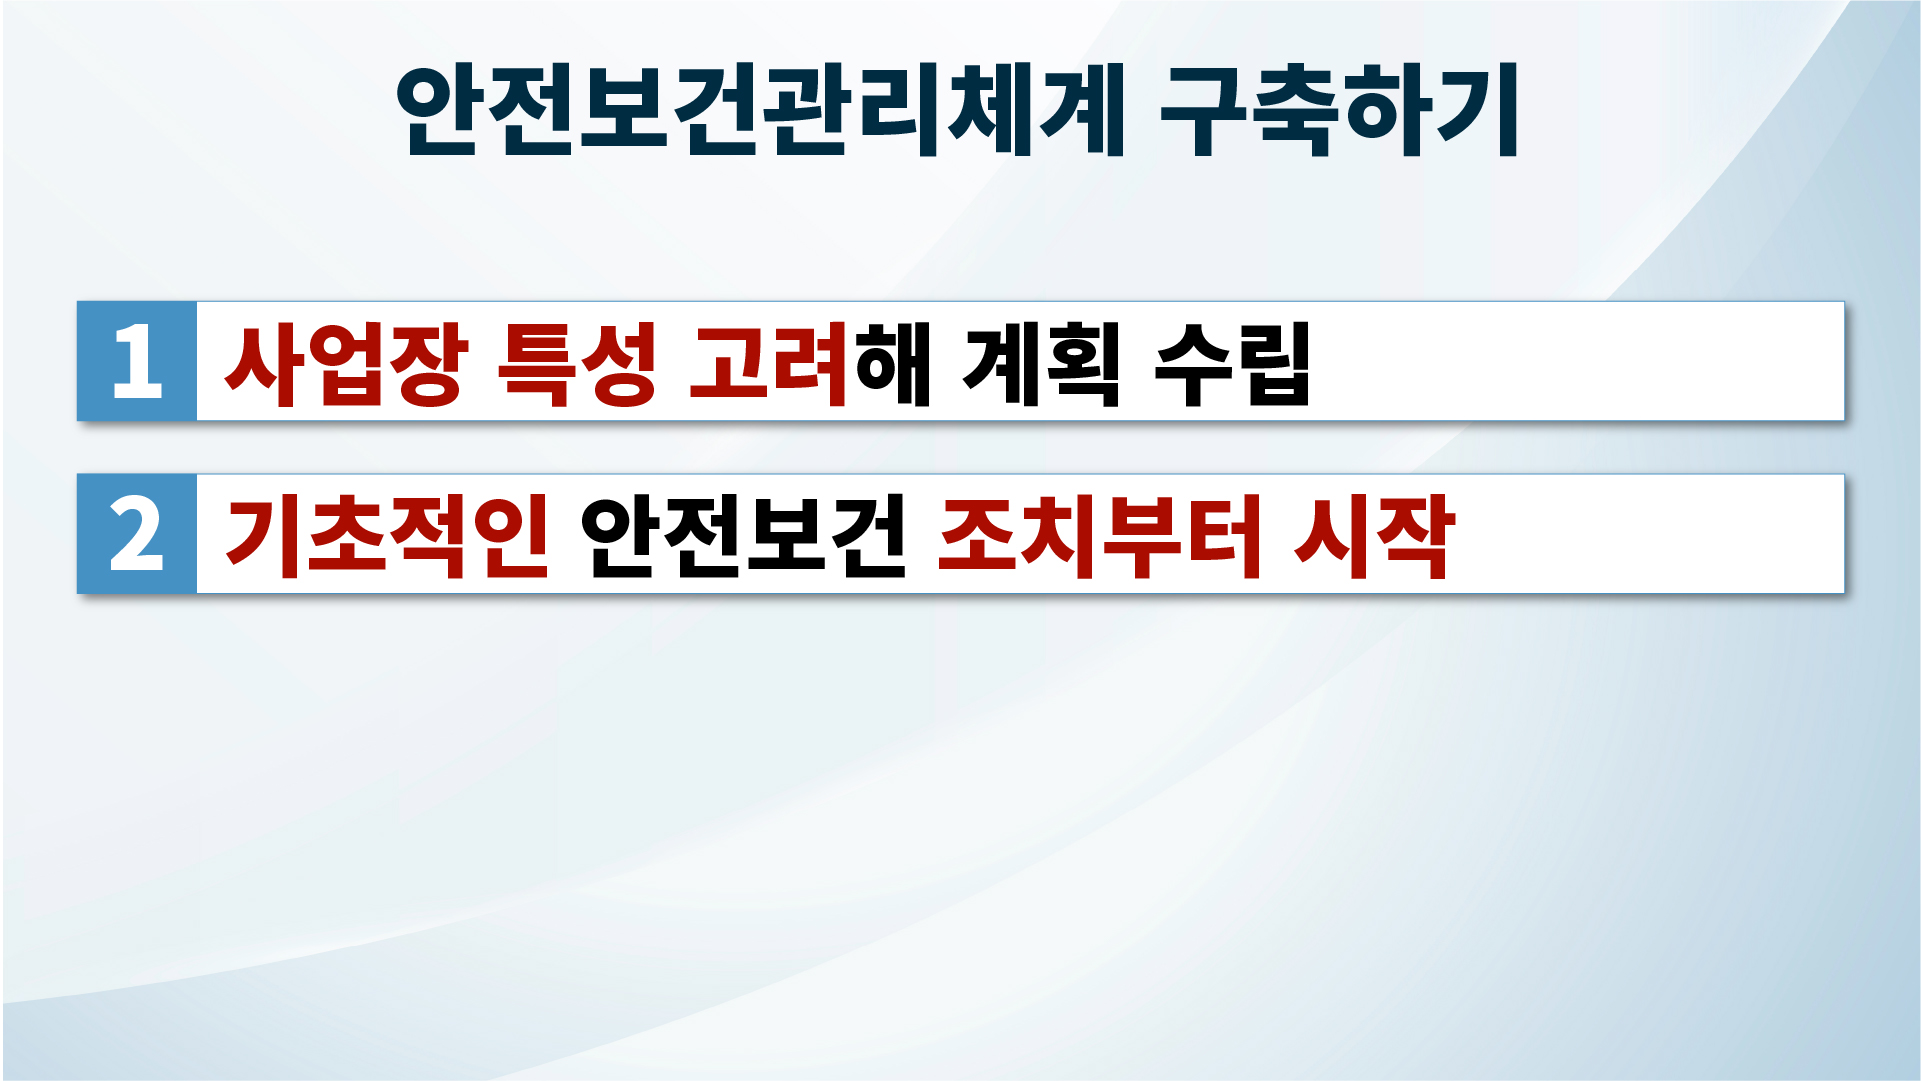 안전보건관리체계 구축하기
1 사업장 특성 고려해 계획 수립
2 기초적인 안전보건 조치부터 시작